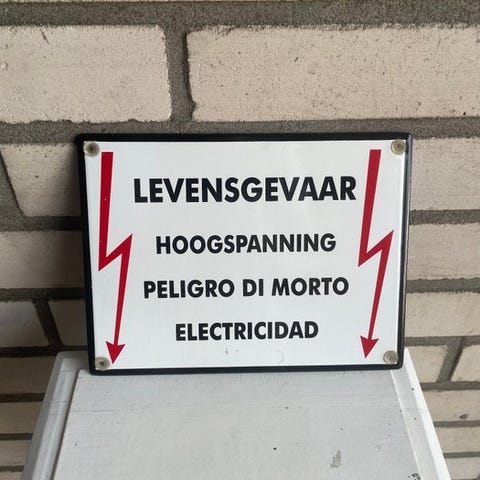 LEVENSGEVAAR
HOOGSPANNING
PELIGRO DI MORTO
ELECTRICIDAD